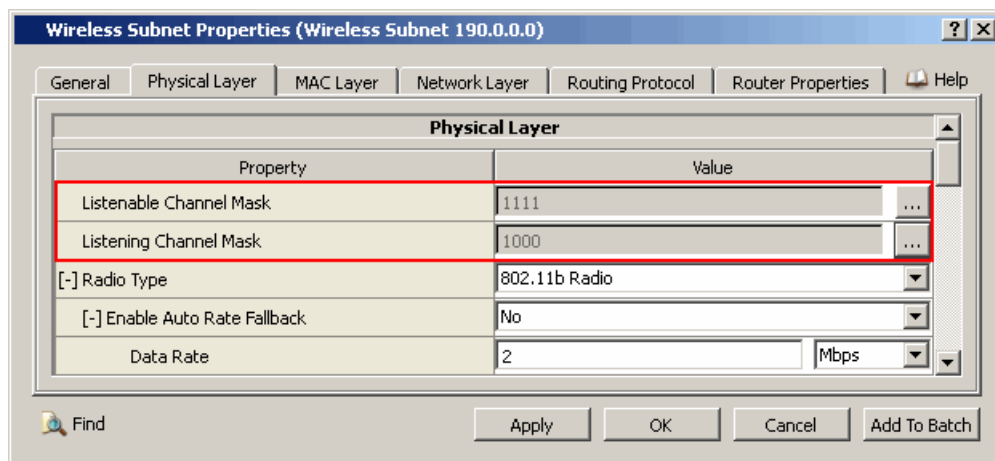 Wireless Subnet Properties (Wireless Subnet 190.0.0.0)
General Physical Layer MAC Layer Network Layer Routing Protocol Router Properties Help
Physical Layer
Property Value
Listenable Channel Mask 1111 ...
Listening Channel Mask 1000 ...
[-] Radio Type 802.11b Radio
[-] Enable Auto Rate Fallback No
Data Rate 2 Mbps
Find Apply OK Cancel Add To Batch